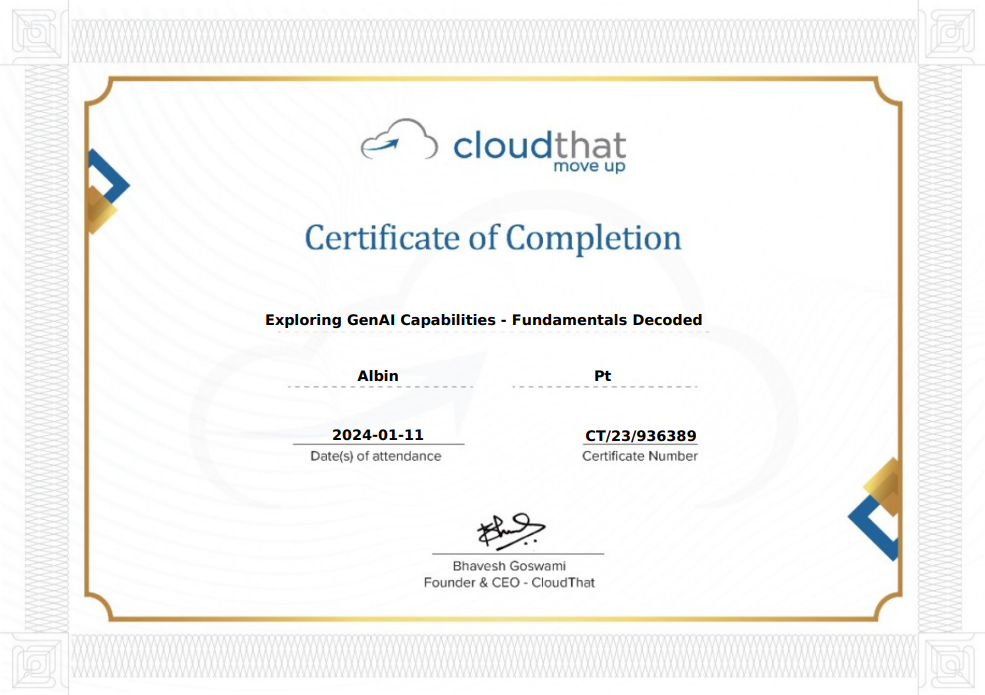 cloudthat
move up
Certificate of Completion
Exploring GenAI Capabilities - Fundamentals Decoded
Albin Pt
2024-01-11 CT/23/936389
Date(s) of attendance Certificate Number
Bhavesh Goswami
Founder & CEO - CloudThat